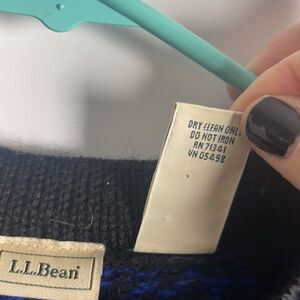 DRY CLEAN ONLY
DO NOT IRON
RN 71341
VN 05498
L.L.Bean